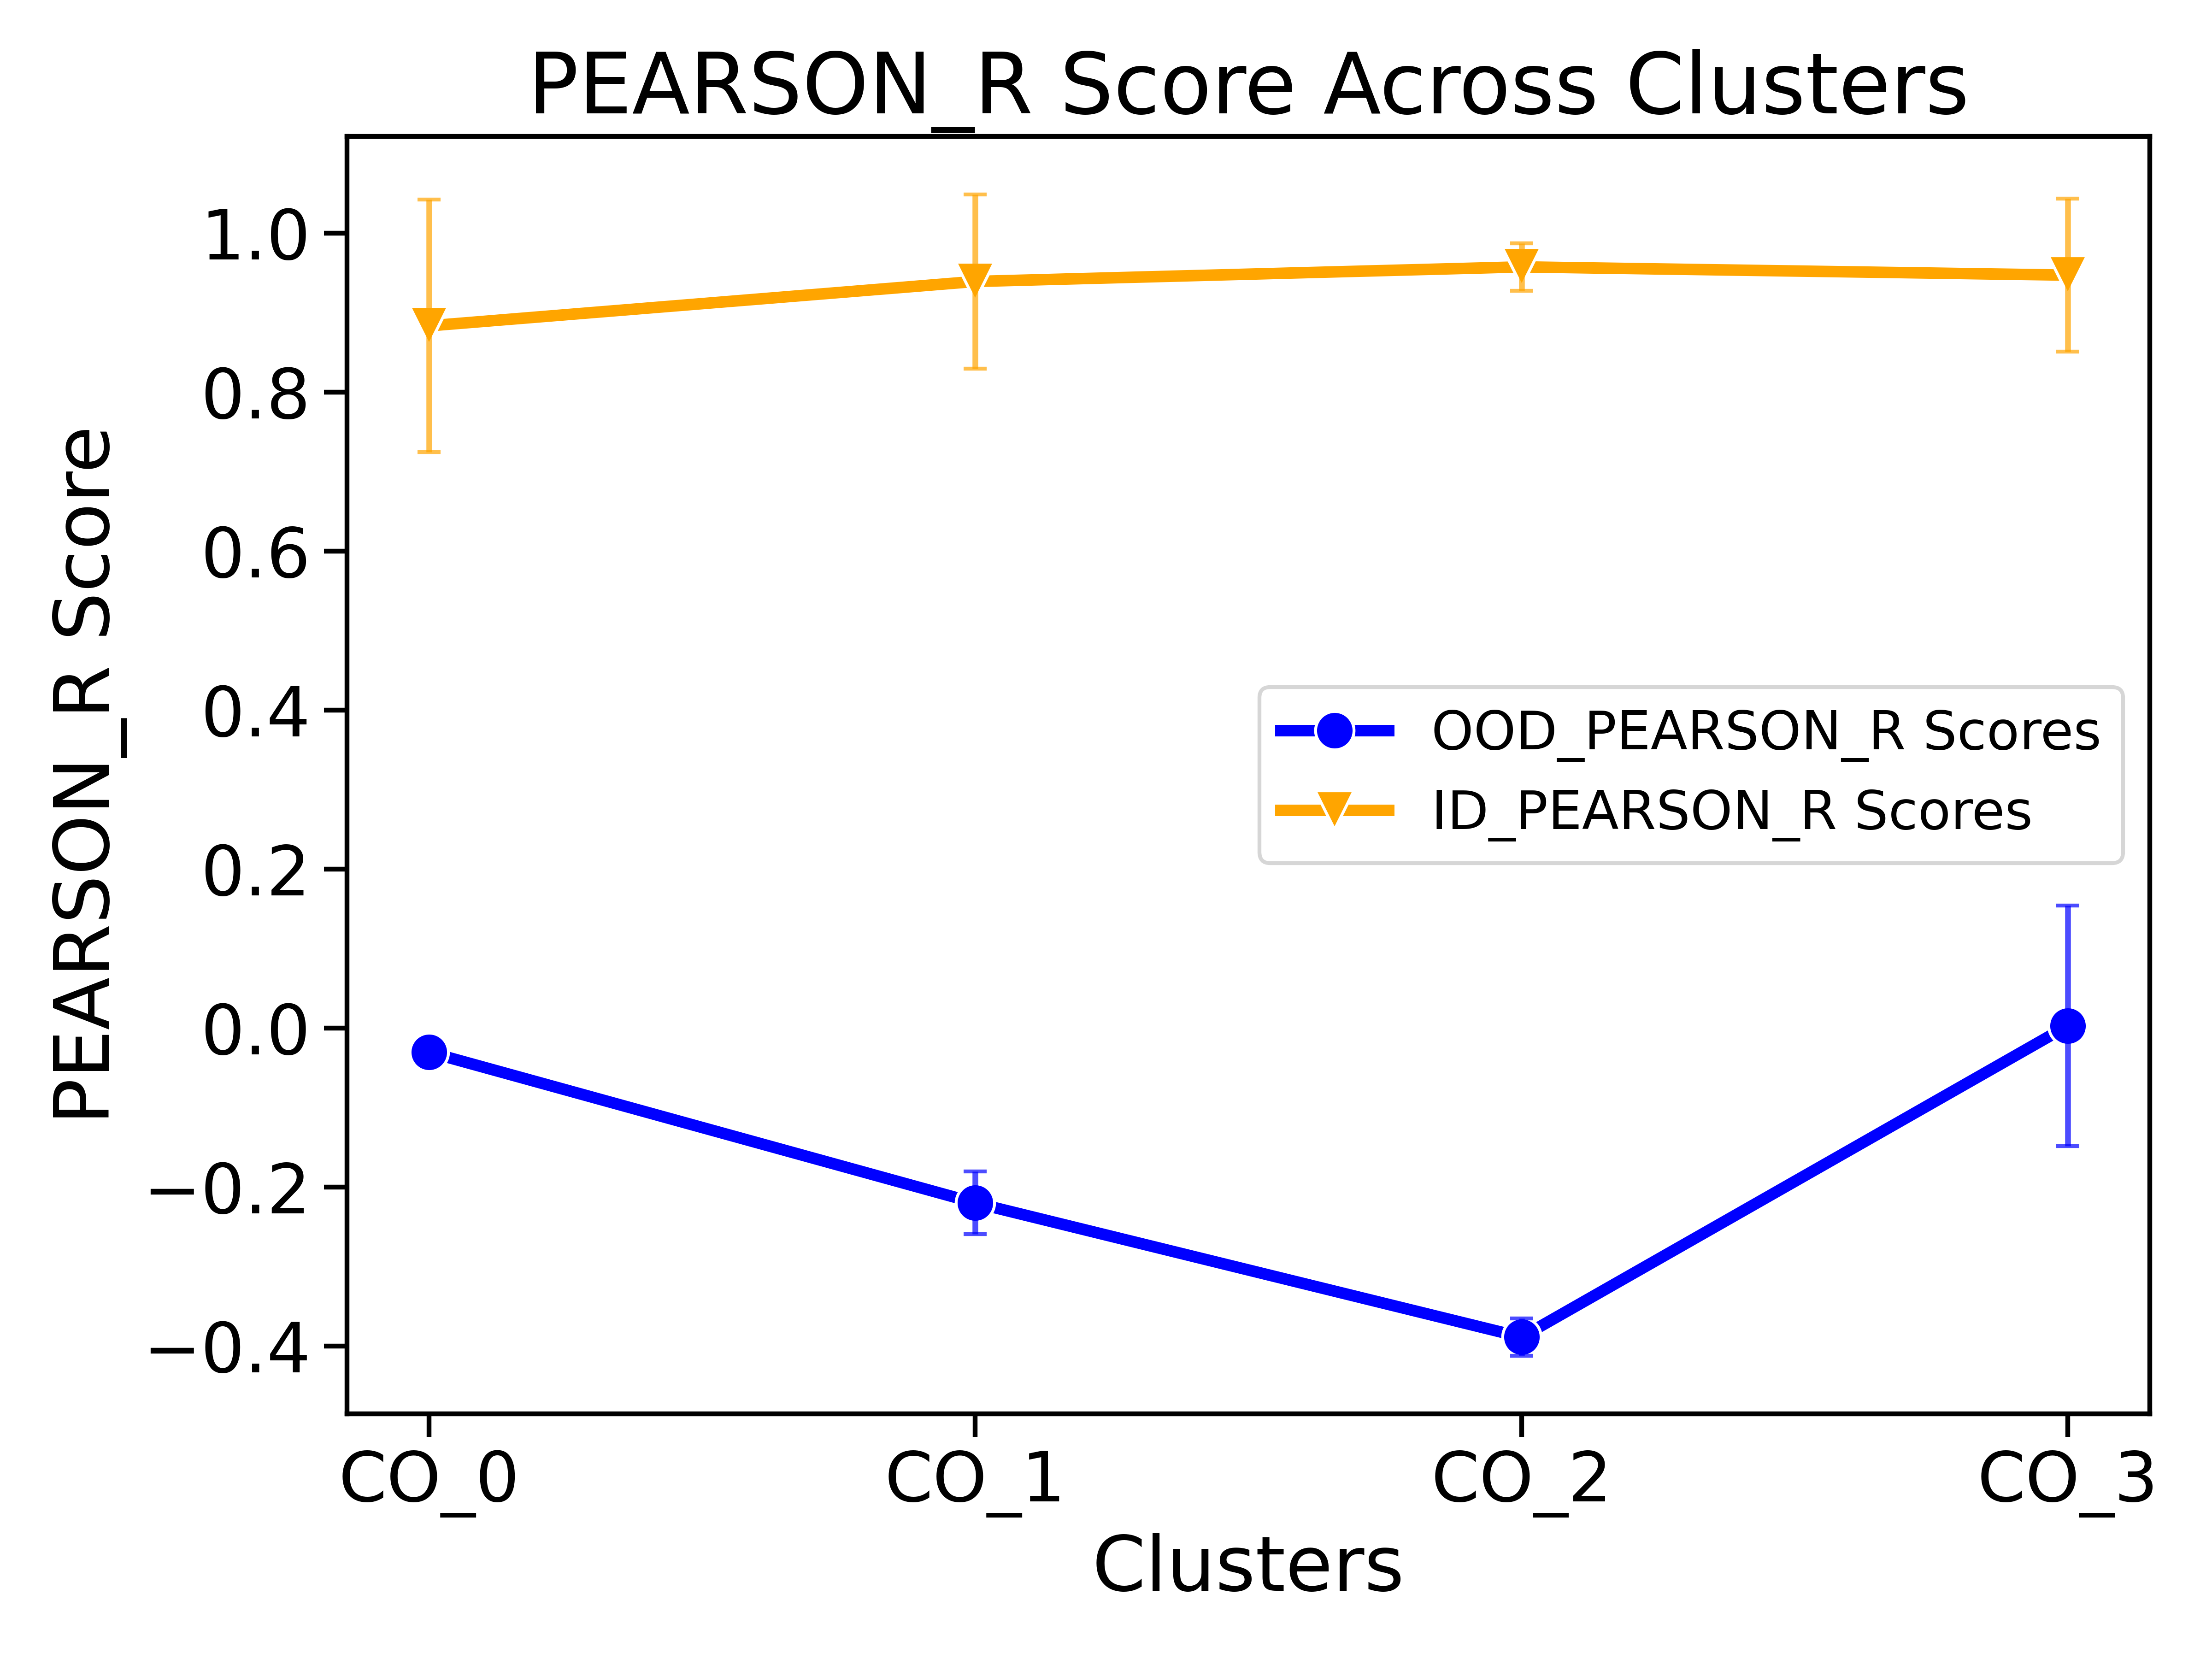 PEARSON_R Score Across Clusters
PEARSON_R Score
1.0
0.8
0.6
0.4
0.2
0.0
−0.2
−0.4
OOD_PEARSON_R Scores
ID_PEARSON_R Scores
CO_0 CO_1 CO_2 CO_3
Clusters